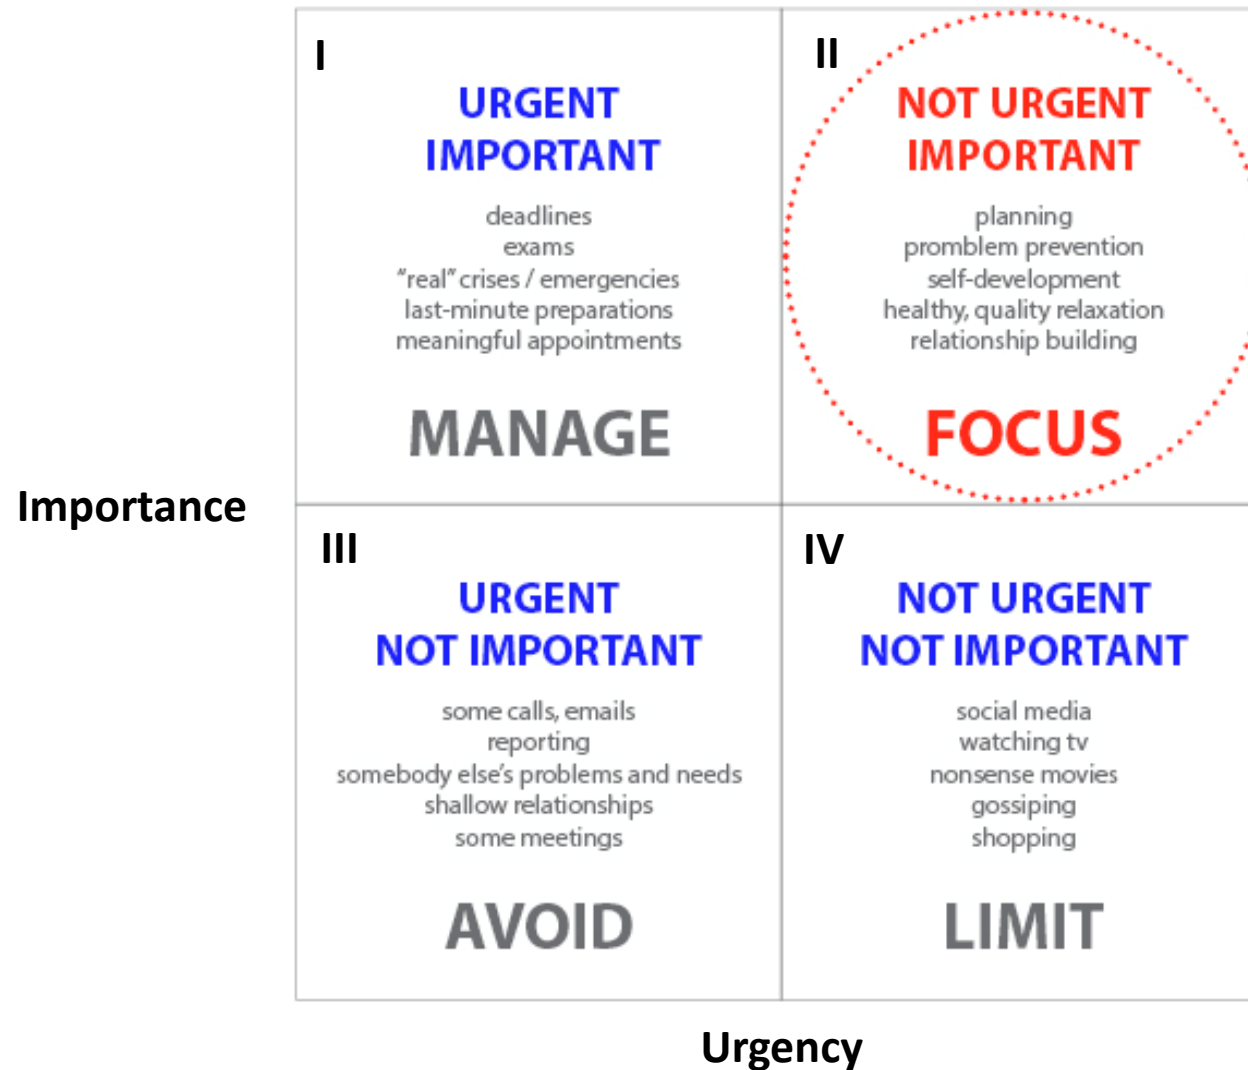 I
URGENT
IMPORTANT
deadlines
exams
“real” crises / emergencies
last-minute preparations
meaningful appointments
MANAGE
II
NOT URGENT
IMPORTANT
planning
promblem prevention
self-development
healthy, quality relaxation
relationship building
FOCUS
Importance
III
URGENT
NOT IMPORTANT
some calls, emails
reporting
somebody else’s problems and needs
shallow relationships
some meetings
AVOID
IV
NOT URGENT
NOT IMPORTANT
social media
watching tv
nonsense movies
gossiping
shopping
LIMIT
Urgency